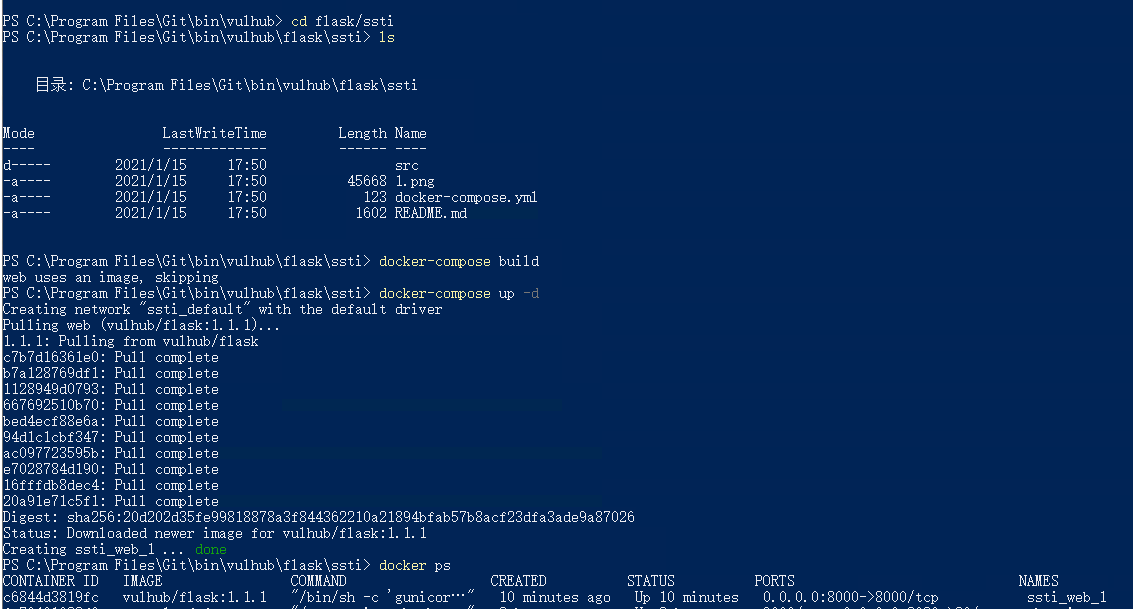 PS C:\Program Files\Git\bin\vulhub> cd flask/ssti
PS C:\Program Files\Git\bin\vulhub\flask\ssti> ls
目录: C:\Program Files\Git\bin\vulhub\flask\ssti
Mode LastWriteTime Length Name
---- ------------- ------ ----
d----- 2021/1/15 17:50 src
-a---- 2021/1/15 17:50 45668 1.png
-a---- 2021/1/15 17:50 123 docker-compose.yml
-a---- 2021/1/15 17:50 1602 README.md
PS C:\Program Files\Git\bin\vulhub\flask\ssti> docker-compose build
web uses an image, skipping
PS C:\Program Files\Git\bin\vulhub\flask\ssti> docker-compose up -d
Creating network "ssti_default" with the default driver
Pulling web (vulhub/flask:1.1.1)...
1.1.1: Pulling from vulhub/flask
c7b7d16361e0: Pull complete
b7a128769df1: Pull complete
1128949d0793: Pull complete
667692510b70: Pull complete
bed4ecf88e6a: Pull complete
94d1c1cbf347: Pull complete
ac097723595b: Pull complete
e7028784d190: Pull complete
16fffdb8dec4: Pull complete
20a91e71c5f1: Pull complete
Digest: sha256:20d202d35fe99818878a3f844362210a21894bfab57b8acf23dfa3ade9a87026
Status: Downloaded newer image for vulhub/flask:1.1.1
Creating ssti_web_1 ... done
PS C:\Program Files\Git\bin\vulhub\flask\ssti> docker ps
CONTAINER ID IMAGE COMMAND CREATED STATUS PORTS NAMES
c6844d3819fc vulhub/flask:1.1.1 "/bin/sh -c 'gunicor…" 10 minutes ago Up 10 minutes 0.0.0.0:8000->8000/tcp ssti_web_1